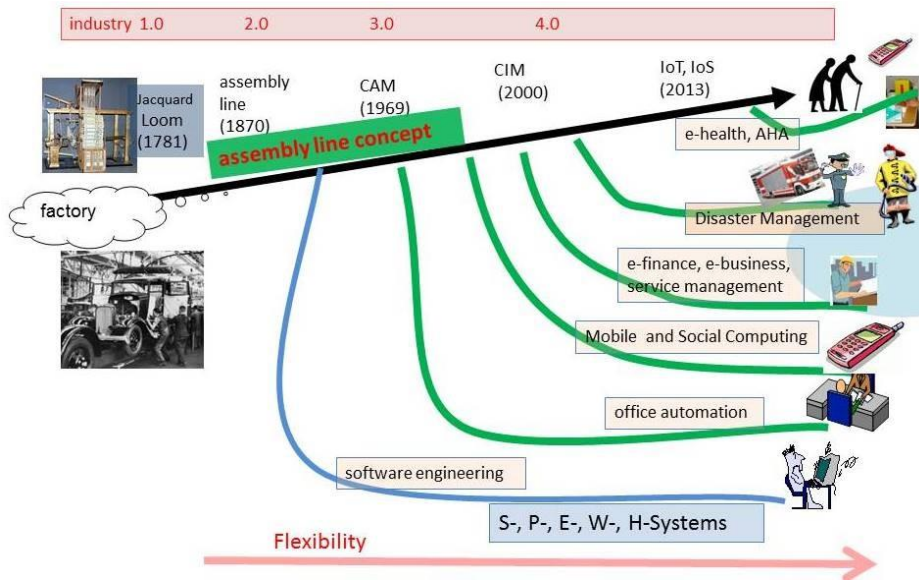 industry 1.0 2.0 3.0 4.0
Jacquard
Loom
(1781)
assembly
line
(1870)
CAM
(1969)
CIM
(2000)
IoT, IoS
(2013)
assembly line concept
factory
e-health, AHA
Disaster Management
e-finance, e-business,
service management
Mobile and Social Computing
office automation
software engineering
S-, P-, E-, W-, H-Systems
Flexibility